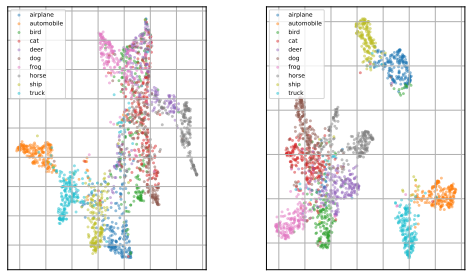 airplane
automobile
bird
cat
deer
dog
frog
horse
ship
truck
airplane
automobile
bird
cat
deer
dog
frog
horse
ship
truck